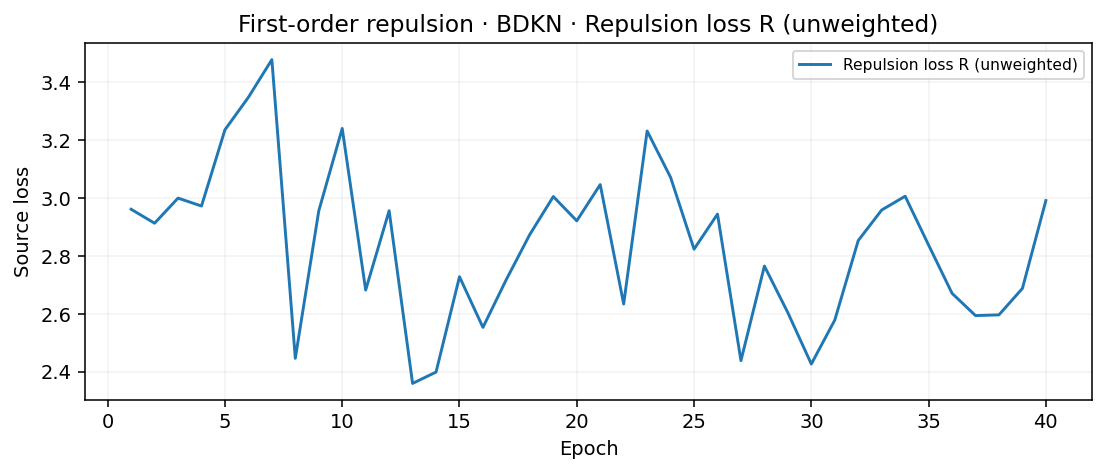 First-order repulsion · BDKN · Repulsion loss R (unweighted)
Repulsion loss R (unweighted)
Source loss
3.4
3.2
3.0
2.8
2.6
2.4
0 5 10 15 20 25 30 35 40
Epoch